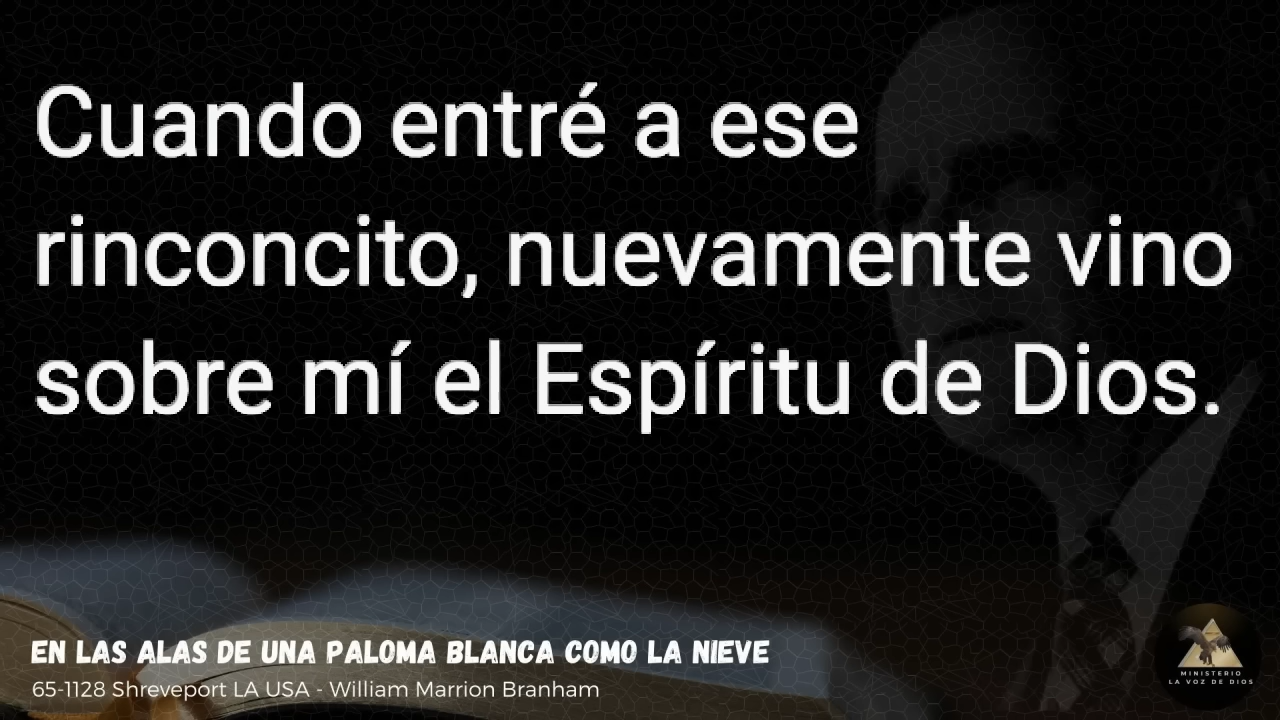 Cuando entré a ese
rinconcito, nuevamente vino
sobre mí el Espíritu de Dios.
EN LAS ALAS DE UNA PALOMA BLANCA COMO LA NIEVE
65-1128 Shreveport LA USA - William Marrion Branham
MINISTERIO
LA VOZ DE DIOS